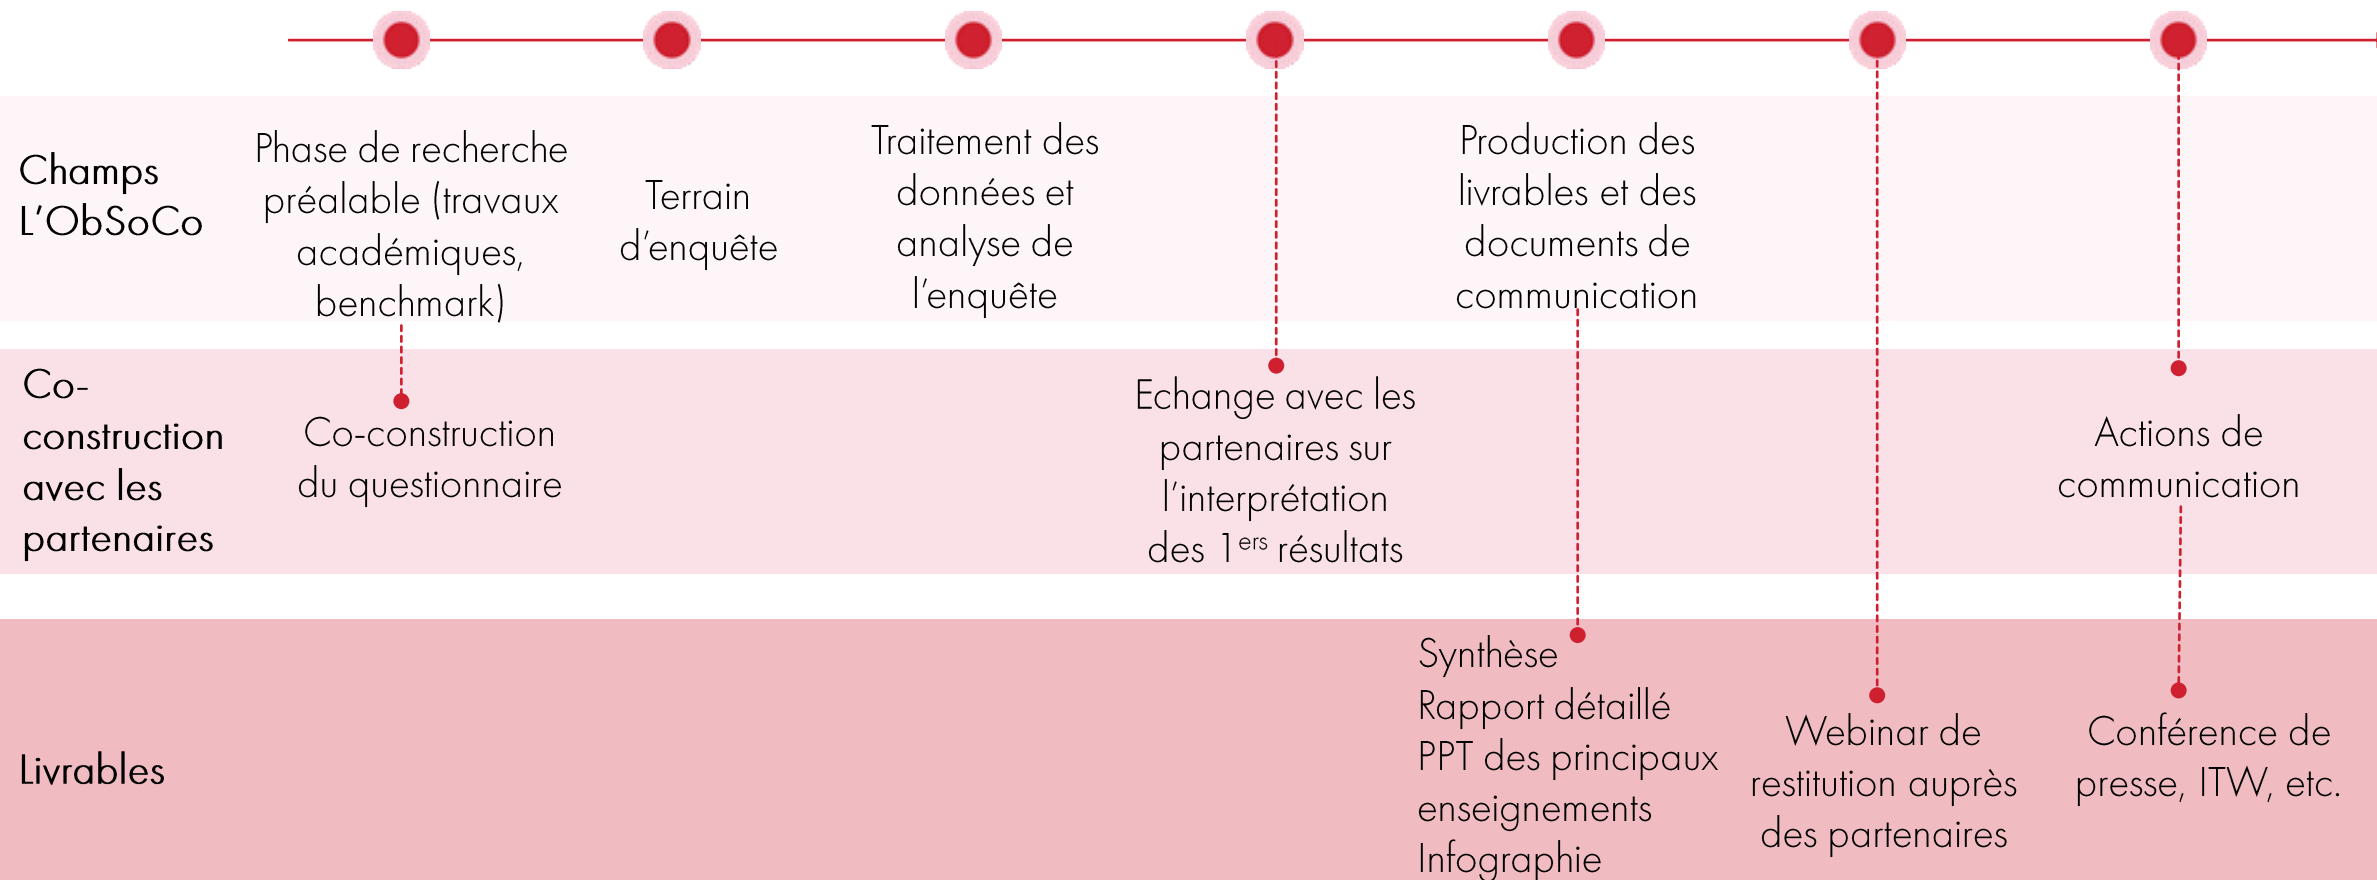 Champs
L’ObSoCo
Phase de recherche
préalable (travaux
académiques,
benchmark)
Terrain
d’enquête
Traitement des
données et
analyse de
l’enquête
Production des
livrables et des
documents de
communication
Co-
construction
avec les
partenaires
Co-construction
du questionnaire
Echange avec les
partenaires sur
l’interprétation
des 1ers résultats
Actions de
communication
Livrables
Synthèse
Rapport détaillé
PPT des principaux
enseignements
Infographie
Webinar de
restitution auprès
des partenaires
Conférence de
presse, ITW, etc.